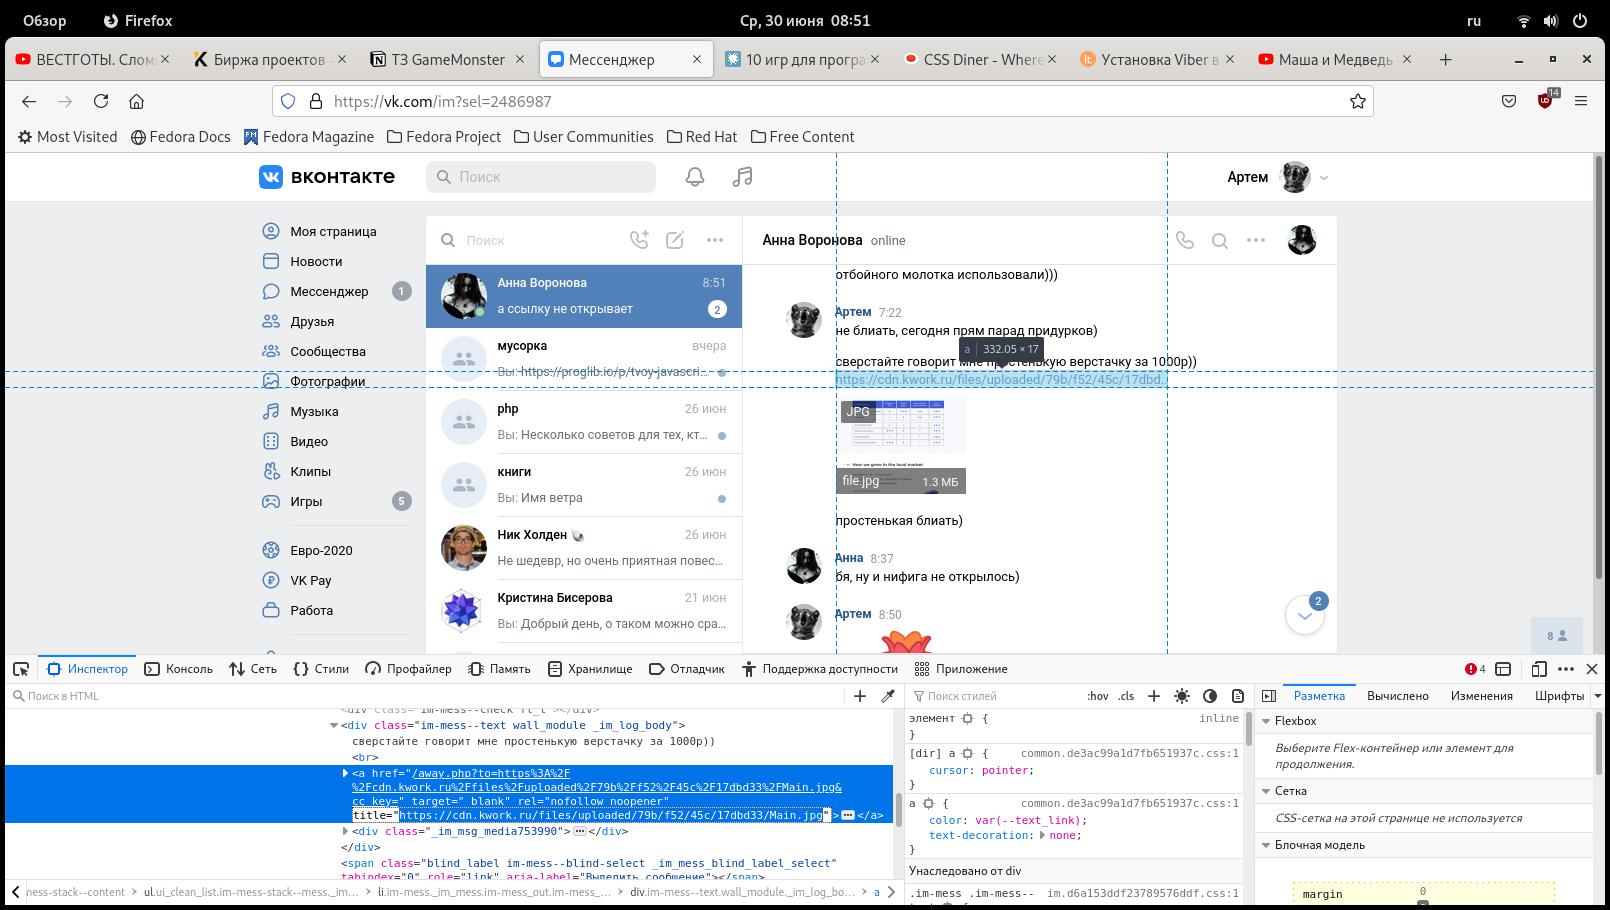 Обзор Firefox Ср, 30 июня 08:51 ru
ВЕСТГОТЫ. Слом Биржа проектов - ТЗ GameMonster Мессенджер 10 игр для програ CSS Diner - Where Установка Viber в Маша и Медведь -
https://vk.com/im?sel=2486987 14
Most Visited Fedora Docs Fedora Magazine Fedora Project User Communities Red Hat Free Content
вконтакте Поиск Артем
Моя страница
Новости
Мессенджер 1
Друзья
Сообщества
Фотографии
Музыка
Видео
Клипы
Игры 5
Евро-2020
VK Pay
Работа
Поиск
Анна Воронова 8:51
а ссылку не открывает 2
мусорка вчера
Вы: https://proglib.io/p/tvoy-javascri...
php 26 июн
Вы: Несколько советов для тех, кт...
книги 26 июн
Вы: Имя ветра
Ник Холден 26 июн
Не шедевр, но очень приятная повес...
Кристина Бисерова 21 июн
Вы: Добрый день, о таком можно сра...
Анна Воронова online
отбойного молотка использовали)))
Артем 7:22
не блиать, сегодня прям парад придурков)
a 332.05 × 17
сверстайте говорит мне простенькую верстачку за 1000р))
https://cdn.kwork.ru/files/uploaded/79b/f52/45c/17dbd..
JPG
How we grow in the local market
file.jpg 1.3 МБ
простенькая блиать)
Анна 8:37
бя, ну и нифига не открылось)
Артем 8:50
2
8
Инспектор Консоль Сеть Стили Профайлер Память Хранилище Отладчик Поддержка доступности Приложение 4
Поиск в HTML
<div class="im-mess--check fl_l"></div>
<div class="im-mess--text wall_module _im_log_body">
сверстайте говорит мне простенькую верстачку за 1000р))
<br>
<a href="/away.php?to=https%3A%2F
%2Fcdn.kwork.ru%2Ffiles%2Fuploaded%2F79b%2Ff52%2F45c%2F17dbd33%2FMain.jpg&
cc_key=" target="_blank" rel="nofollow noopener"
title="https://cdn.kwork.ru/files/uploaded/79b/f52/45c/17dbd33/Main.jpg"> </a>
<div class="_im_msg_media753990"> </div>
</div>
<span class="blind_label im-mess--blind-select _im_mess_blind_label_select"
tabindex="0" role="link" aria-label="Выделить сообщение"></span>
mess-stack--content ul.ui_clean_list.im-mess-stack--mess._im... li.im-mess._im_mess.im-mess_out.im-mess_... div.im-mess--text.wall_module._im_log_bo... a
Поиск стилей :hov .cls
элемент { inline
}
[dir] a { common.de3ac99a1d7fb651937c.css:1
cursor: pointer;
}
a { common.de3ac99a1d7fb651937c.css:1
color: var(--text_link);
text-decoration: none;
}
Унаследовано от div
.im-mess .im-mess-- im.d6a153ddf23789576ddf.css:1
Разметка Вычислено Изменения Шрифты
Flexbox
Выберите Flex-контейнер или элемент для
продолжения.
Сетка
CSS-сетка на этой странице не используется
Блочная модель
margin 0